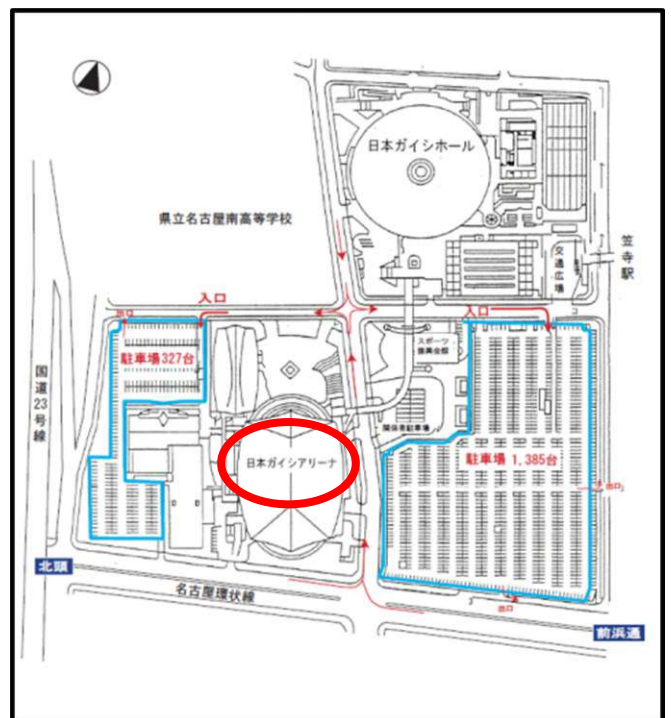 日本ガイシホール
県立名古屋南高等学校
笠寺駅
交通広場
入口
入口
出口
駐車場327台
スポーツ
振興会館
国道23号線
関係者駐車場
日本ガイシアリーナ
駐車場 1,385台
出口
北頭
名古屋環状線
出口
前浜通